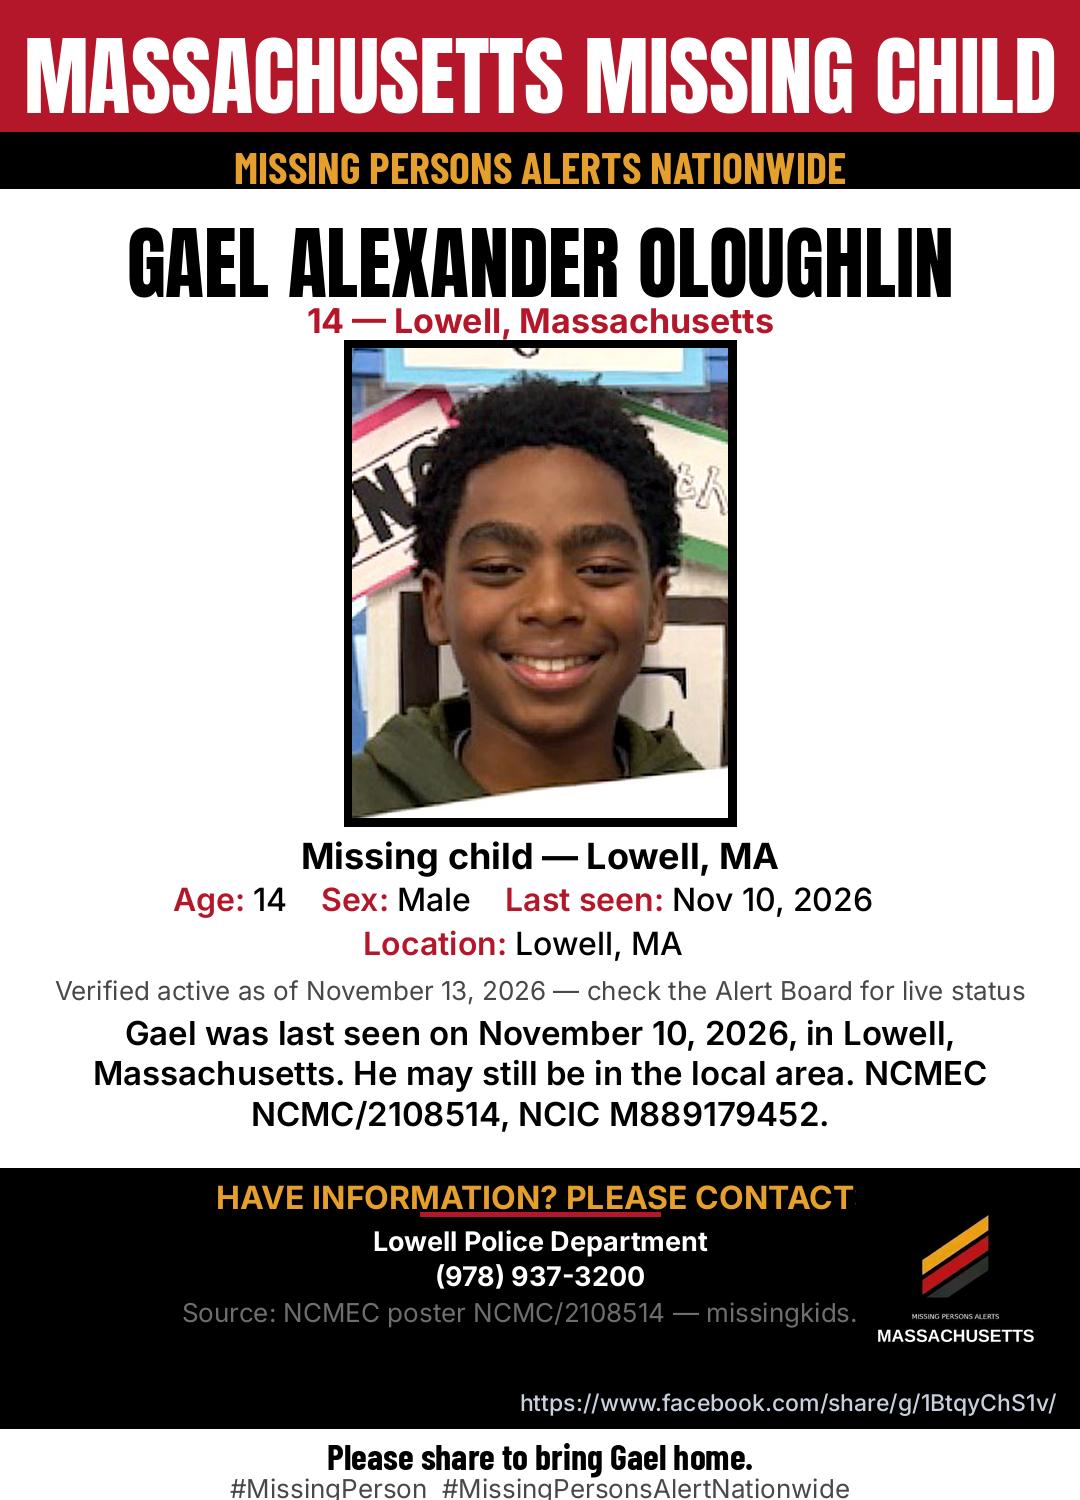 MASSACHUSETTS MISSING CHILD
MISSING PERSONS ALERTS NATIONWIDE
GAEL ALEXANDER OLOUGHLIN
14 — Lowell, Massachusetts
Missing child — Lowell, MA
Age: 14 Sex: Male Last seen: Nov 10, 2026
Location: Lowell, MA
Verified active as of November 13, 2026 — check the Alert Board for live status
Gael was last seen on November 10, 2026, in Lowell,
Massachusetts. He may still be in the local area. NCMEC
NCMC/2108514, NCIC M889179452.
HAVE INFORMATION? PLEASE CONTACT
Lowell Police Department
(978) 937-3200
Source: NCMEC poster NCMC/2108514 — missingkids.
MISSING PERSONS ALERTS
MASSACHUSETTS
https://www.facebook.com/share/g/1BtqyChS1v/
Please share to bring Gael home.
#MissingPerson #MissingPersonsAlertNationwide